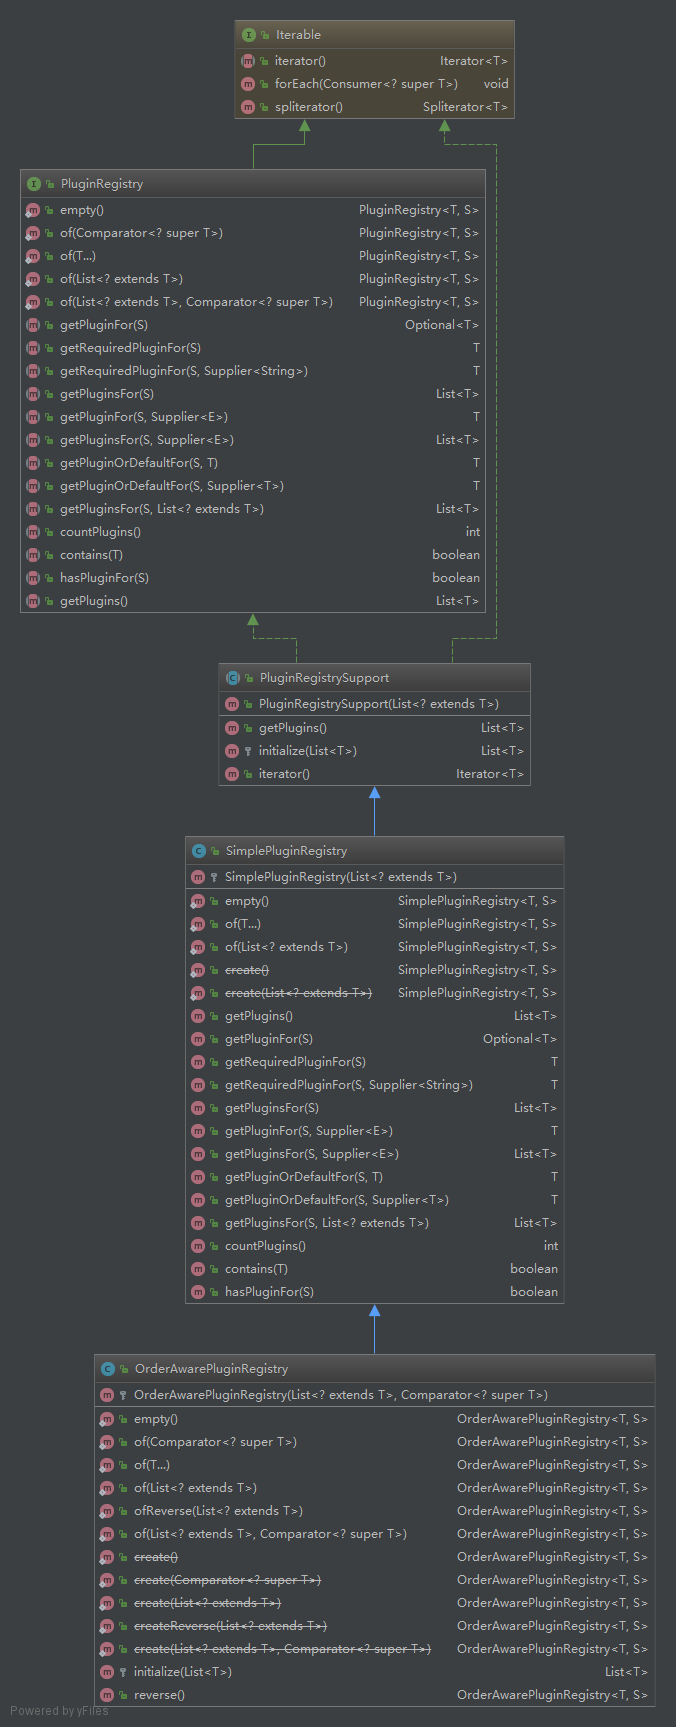 Iterable
iterator() Iterator<T>
forEach(Consumer<? super T>) void
spliterator() Spliterator<T>
PluginRegistry
empty() PluginRegistry<T, S>
of(Comparator<? super T>) PluginRegistry<T, S>
of(T...) PluginRegistry<T, S>
of(List<? extends T>) PluginRegistry<T, S>
of(List<? extends T>, Comparator<? super T>) PluginRegistry<T, S>
getPluginFor(S) Optional<T>
getRequiredPluginFor(S) T
getRequiredPluginFor(S, Supplier<String>) T
getPluginsFor(S) List<T>
getPluginFor(S, Supplier<E>) T
getPluginsFor(S, Supplier<E>) List<T>
getPluginOrDefaultFor(S, T) T
getPluginOrDefaultFor(S, Supplier<T>) T
getPluginsFor(S, List<? extends T>) List<T>
countPlugins() int
contains(T) boolean
hasPluginFor(S) boolean
getPlugins() List<T>
PluginRegistrySupport
PluginRegistrySupport(List<? extends T>)
getPlugins() List<T>
initialize(List<T>) List<T>
iterator() Iterator<T>
SimplePluginRegistry
SimplePluginRegistry(List<? extends T>)
empty() SimplePluginRegistry<T, S>
of(T...) SimplePluginRegistry<T, S>
of(List<? extends T>) SimplePluginRegistry<T, S>
create() SimplePluginRegistry<T, S>
create(List<? extends T>) SimplePluginRegistry<T, S>
getPlugins() List<T>
getPluginFor(S) Optional<T>
getRequiredPluginFor(S) T
getRequiredPluginFor(S, Supplier<String>) T
getPluginsFor(S) List<T>
getPluginFor(S, Supplier<E>) T
getPluginsFor(S, Supplier<E>) List<T>
getPluginOrDefaultFor(S, T) T
getPluginOrDefaultFor(S, Supplier<T>) T
getPluginsFor(S, List<? extends T>) List<T>
countPlugins() int
contains(T) boolean
hasPluginFor(S) boolean
OrderAwarePluginRegistry
OrderAwarePluginRegistry(List<? extends T>, Comparator<? super T>)
empty() OrderAwarePluginRegistry<T, S>
of(Comparator<? super T>) OrderAwarePluginRegistry<T, S>
of(T...) OrderAwarePluginRegistry<T, S>
of(List<? extends T>) OrderAwarePluginRegistry<T, S>
ofReverse(List<? extends T>) OrderAwarePluginRegistry<T, S>
of(List<? extends T>, Comparator<? super T>) OrderAwarePluginRegistry<T, S>
create() OrderAwarePluginRegistry<T, S>
create(Comparator<? super T>) OrderAwarePluginRegistry<T, S>
create(List<? extends T>) OrderAwarePluginRegistry<T, S>
createReverse(List<? extends T>) OrderAwarePluginRegistry<T, S>
create(List<? extends T>, Comparator<? super T>) OrderAwarePluginRegistry<T, S>
initialize(List<T>) List<T>
reverse() OrderAwarePluginRegistry<T, S>
Powered by yFiles